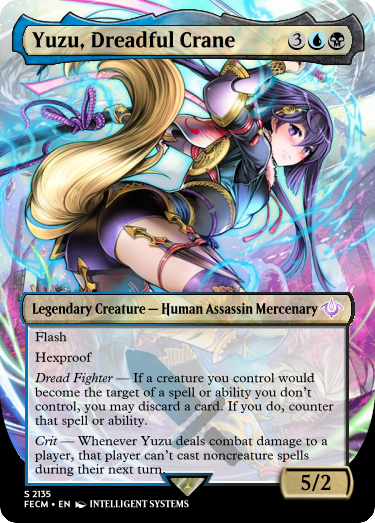 Yuzu, Dreadful Crane 3
Legendary Creature — Human Assassin Mercenary
Flash
Hexproof
Dread Fighter — If a creature you control would
become the target of a spell or ability you don't
control, you may discard a card. If you do, counter
that spell or ability.
Crit — Whenever Yuzu deals combat damage to a
player, that player can't cast noncreature spells
during their next turn.
5/2
S 2135
FECM • EN INTELLIGENT SYSTEMS